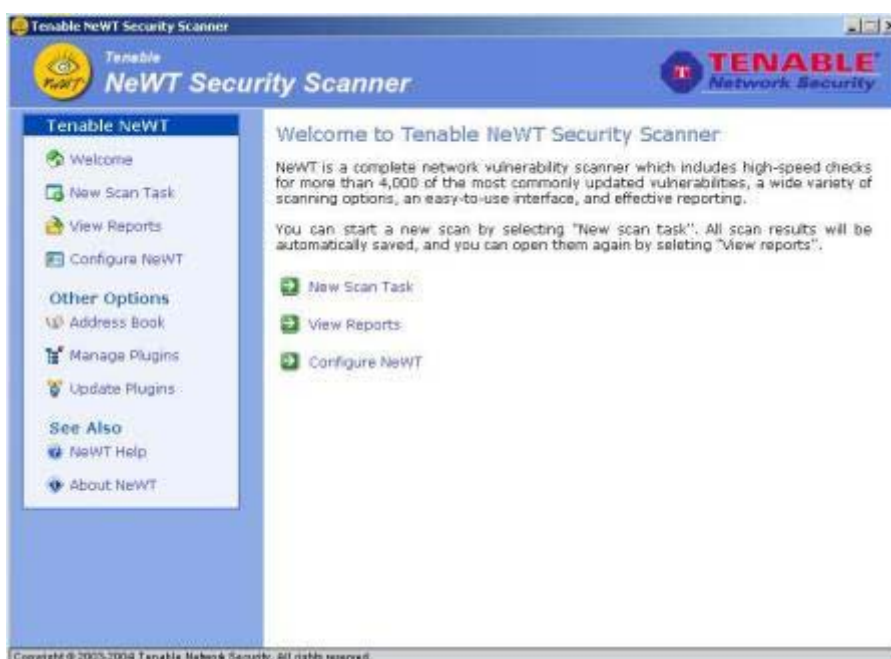 Tenable NeWT Security Scanner
Tenable
NeWT Security Scanner
NeWT
TENABLE
Network Security
Tenable NeWT
Welcome
New Scan Task
View Reports
Configure NeWT
Other Options
Address Book
Manage Plugins
Update Plugins
See Also
NeWT Help
About NeWT
Welcome to Tenable NeWT Security Scanner
NeWT is a complete network vulnerability scanner which includes high-speed checks
for more than 4,000 of the most commonly updated vulnerabilities, a wide variety of
scanning options, an easy-to-use interface, and effective reporting.
You can start a new scan by selecting "New scan task". All scan results will be
automatically saved, and you can open them again by seleting "View reports".
New Scan Task
View Reports
Configure NeWT
Copyright © 2003-2004 Tenable Network Security. All rights reserved.